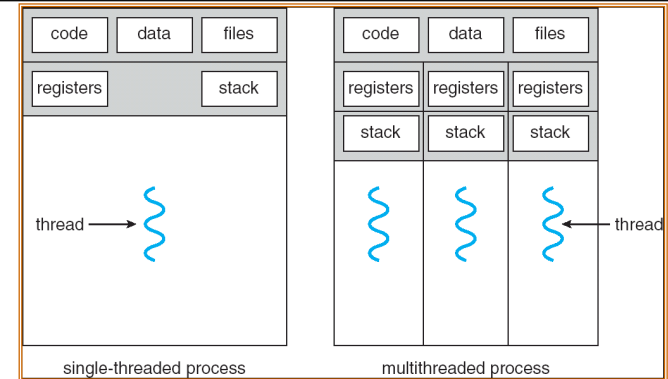 code data files
registers stack
thread
single-threaded process
code data files
registers registers registers
stack stack stack
thread
multithreaded process